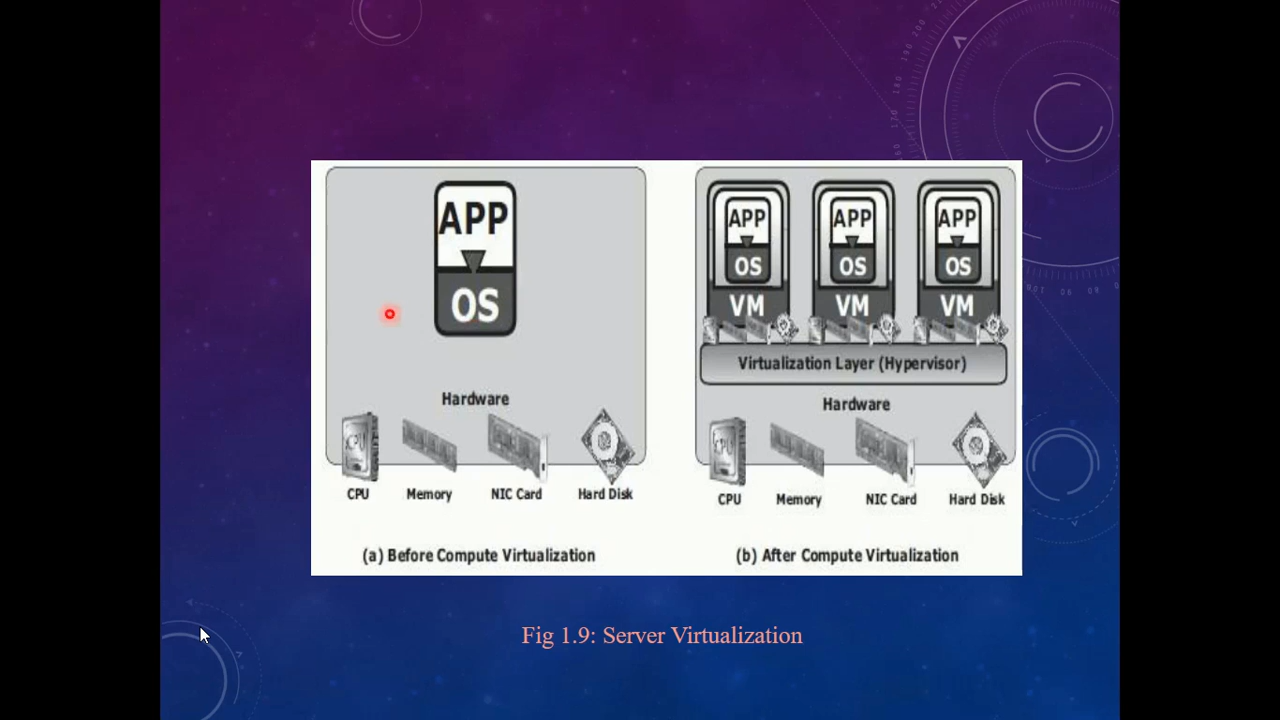 APP
OS
Hardware
CPU
CPU Memory NIC Card Hard Disk
(a) Before Compute Virtualization
APP APP APP
OS OS OS
VM VM VM
Virtualization Layer (Hypervisor)
Hardware
CPU
CPU Memory NIC Card Hard Disk
(b) After Compute Virtualization
Fig 1.9: Server Virtualization